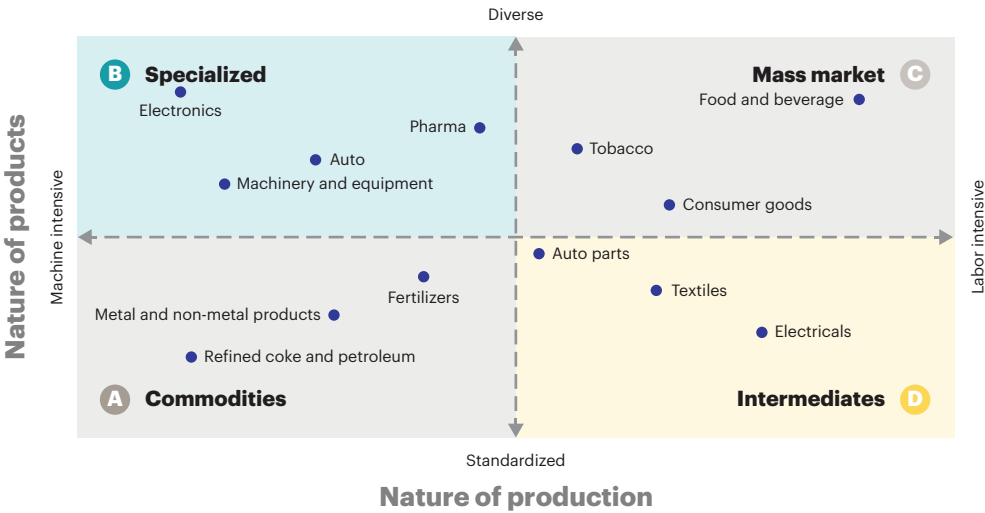 Diverse
B Specialized
Mass market C
Electronics
Food and beverage
Pharma
Tobacco
Auto
Machinery and equipment
Consumer goods
Nature of products
Machine intensive
Labor intensive
Auto parts
Fertilizers
Textiles
Metal and non-metal products
Electricals
Refined coke and petroleum
A Commodities
Intermediates D
Standardized
Nature of production